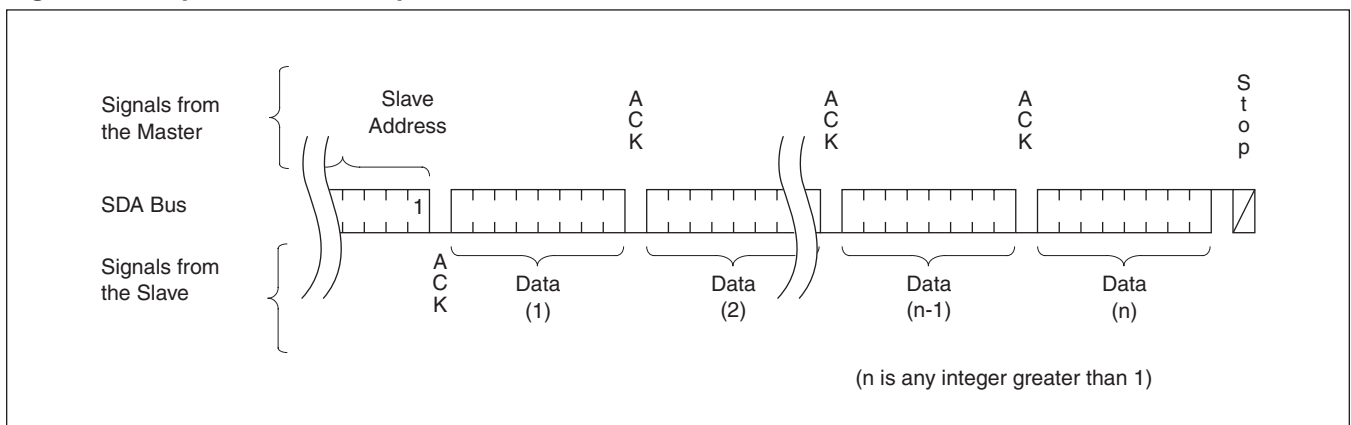 Signals from
the Master
Slave
Address
A
C
K
A
C
K
A
C
K
S
t
o
p
SDA Bus
1
Signals from
the Slave
A
C
K
Data
(1)
Data
(2)
Data
(n-1)
Data
(n)
(n is any integer greater than 1)